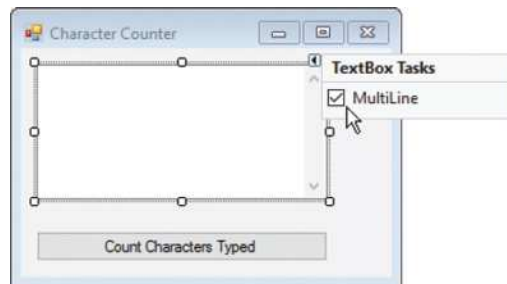 Character Counter
TextBox Tasks
MultiLine
Count Characters Typed